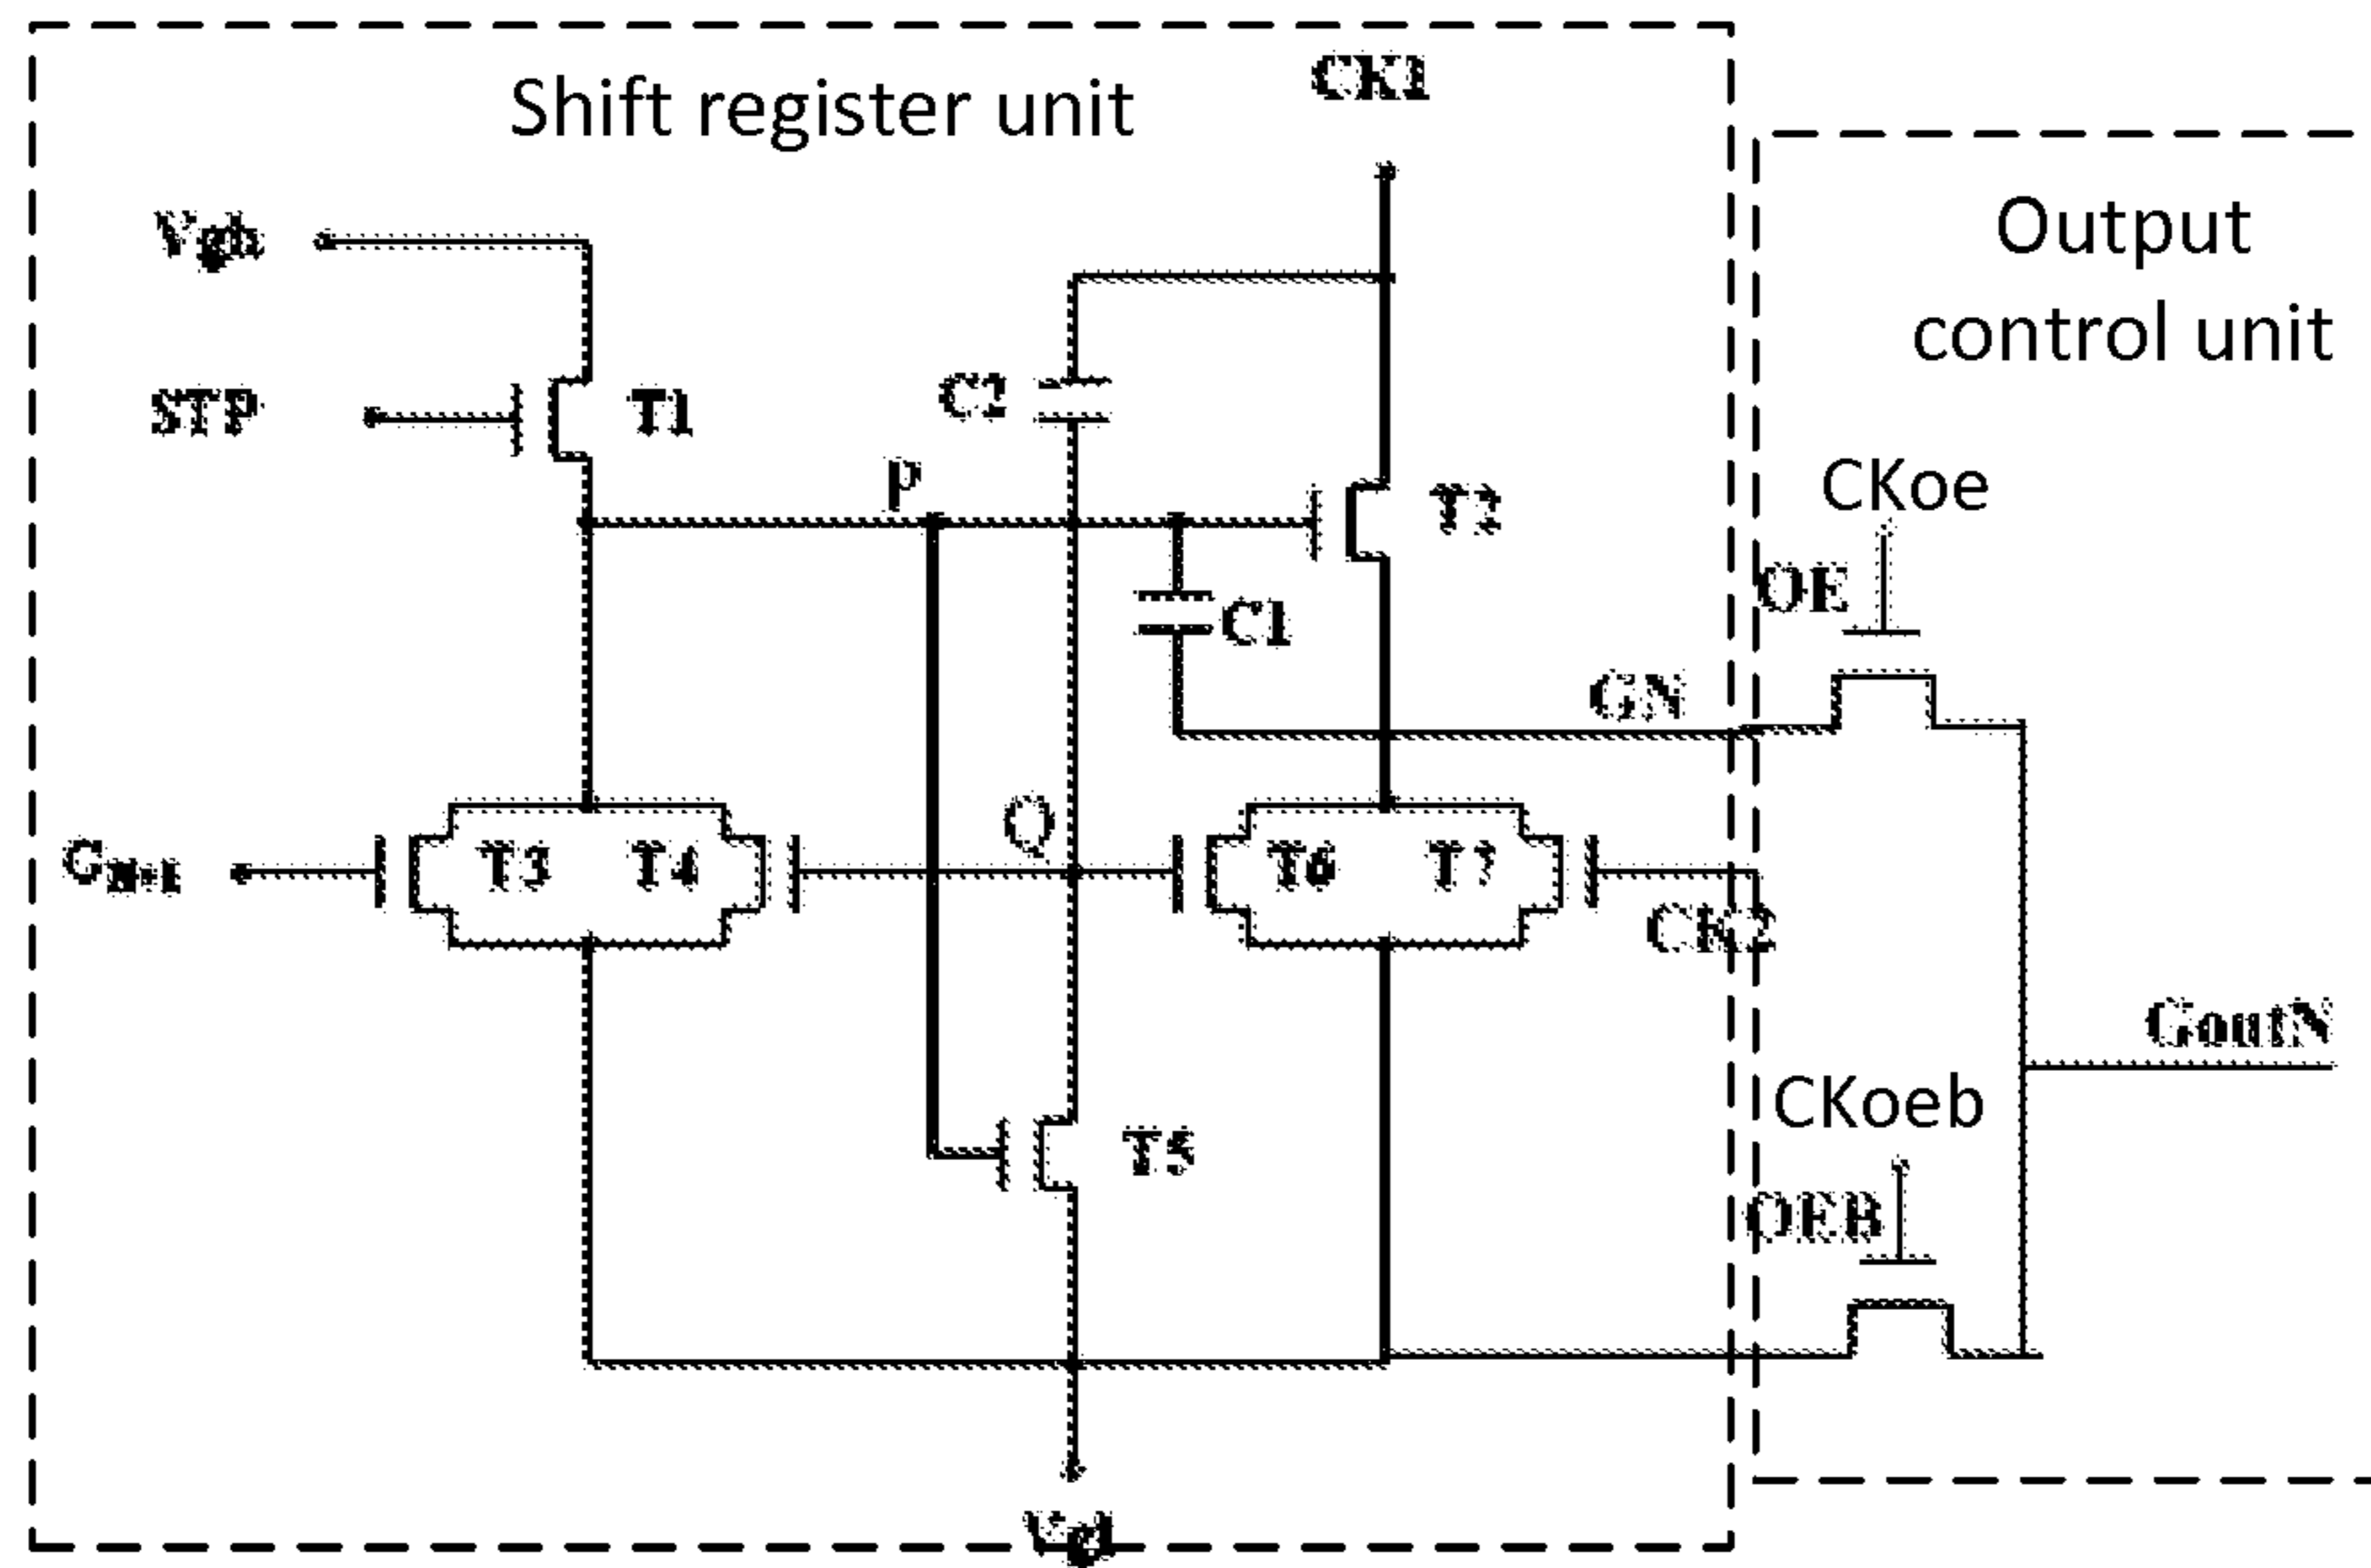 Shift register unit
CK1
Output
control unit
Vgh
STP
T1
C2
P
T2
CKoe
OE
C1
GN
Q
T3
T4
T6
T7
CK2
GoutN
CKoeb
T5
OEB